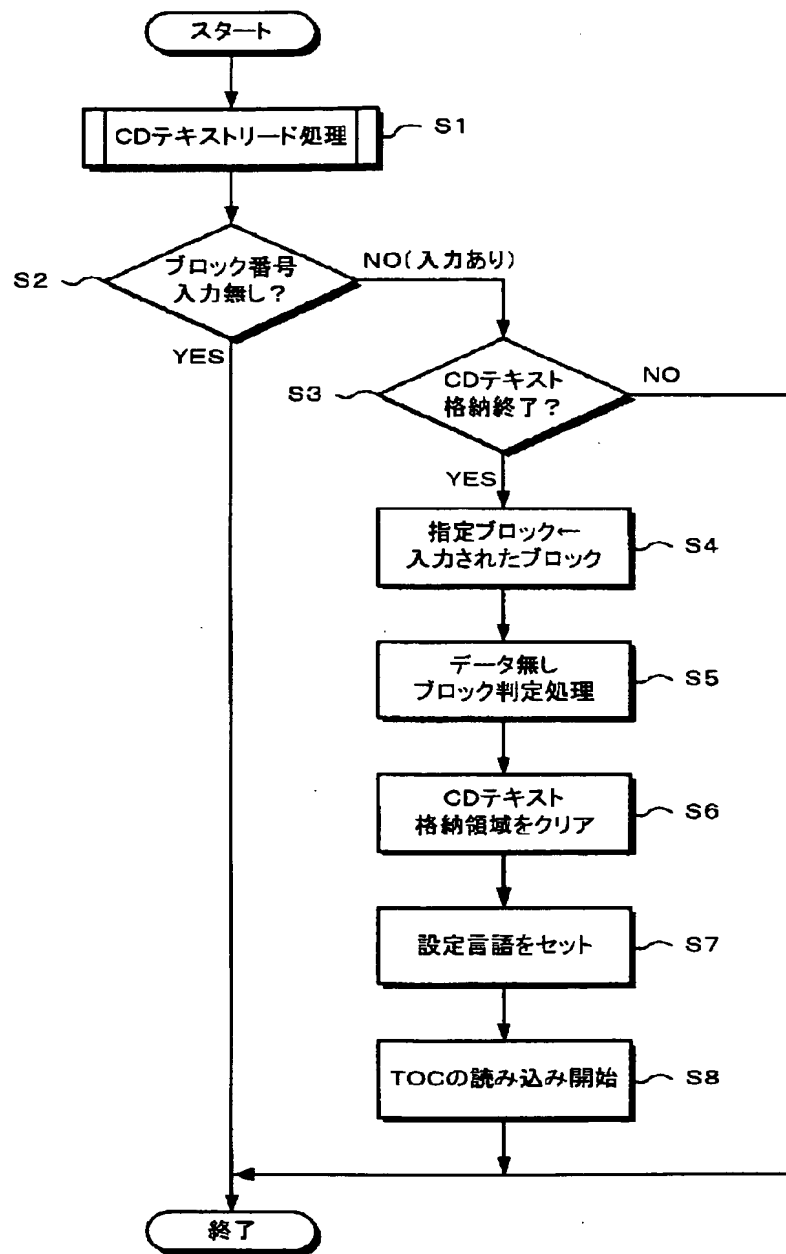 スタート
CDテキストリード処理
S1
ブロック番号
入力無し?
S2
NO(入力あり)
YES
CDテキスト
格納終了?
S3
NO
YES
指定ブロック←
入力されたブロック
S4
データ無し
ブロック判定処理
S5
CDテキスト
格納領域をクリア
S6
設定言語をセット
S7
TOCの読み込み開始
S8
終了